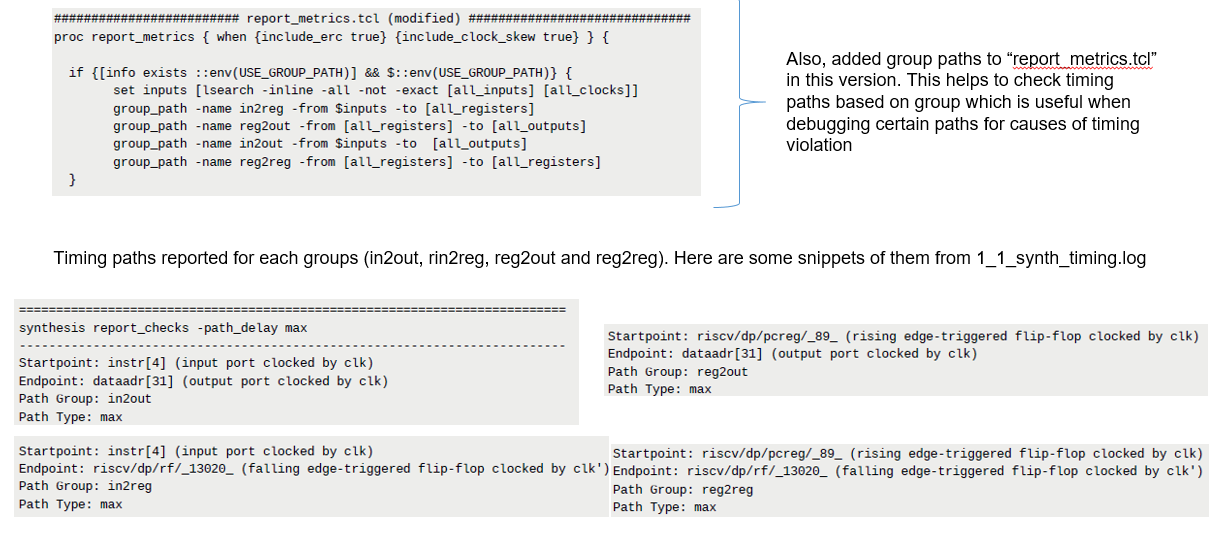 ######################### report_metrics.tcl (modified) ##############################
proc report_metrics { when {include_erc true} {include_clock_skew true} } {
if {[info exists ::env(USE_GROUP_PATH)] && $::env(USE_GROUP_PATH)} {
set inputs [lsearch -inline -all -not -exact [all_inputs] [all_clocks]]
group_path -name in2reg -from $inputs -to [all_registers]
group_path -name reg2out -from [all_registers] -to [all_outputs]
group_path -name in2out -from $inputs -to  [all_outputs]
group_path -name reg2reg -from [all_registers] -to [all_registers]
}
Also, added group paths to “report_metrics.tcl”
in this version. This helps to check timing
paths based on group which is useful when
debugging certain paths for causes of timing
violation
Timing paths reported for each groups (in2out, rin2reg, reg2out and reg2reg). Here are some snippets of them from 1_1_synth_timing.log
==========================================================================
synthesis report_checks -path_delay max
--------------------------------------------------------------------------
Startpoint: instr[4] (input port clocked by clk)
Endpoint: dataadr[31] (output port clocked by clk)
Path Group: in2out
Path Type: max
Startpoint: riscv/dp/pcreg/_89_ (rising edge-triggered flip-flop clocked by clk)
Endpoint: dataadr[31] (output port clocked by clk)
Path Group: reg2out
Path Type: max
Startpoint: instr[4] (input port clocked by clk)
Endpoint: riscv/dp/rf/_13020_ (falling edge-triggered flip-flop clocked by clk')
Path Group: in2reg
Path Type: max
Startpoint: riscv/dp/pcreg/_89_ (rising edge-triggered flip-flop clocked by clk)
Endpoint: riscv/dp/rf/_13020_ (falling edge-triggered flip-flop clocked by clk')
Path Group: reg2reg
Path Type: max